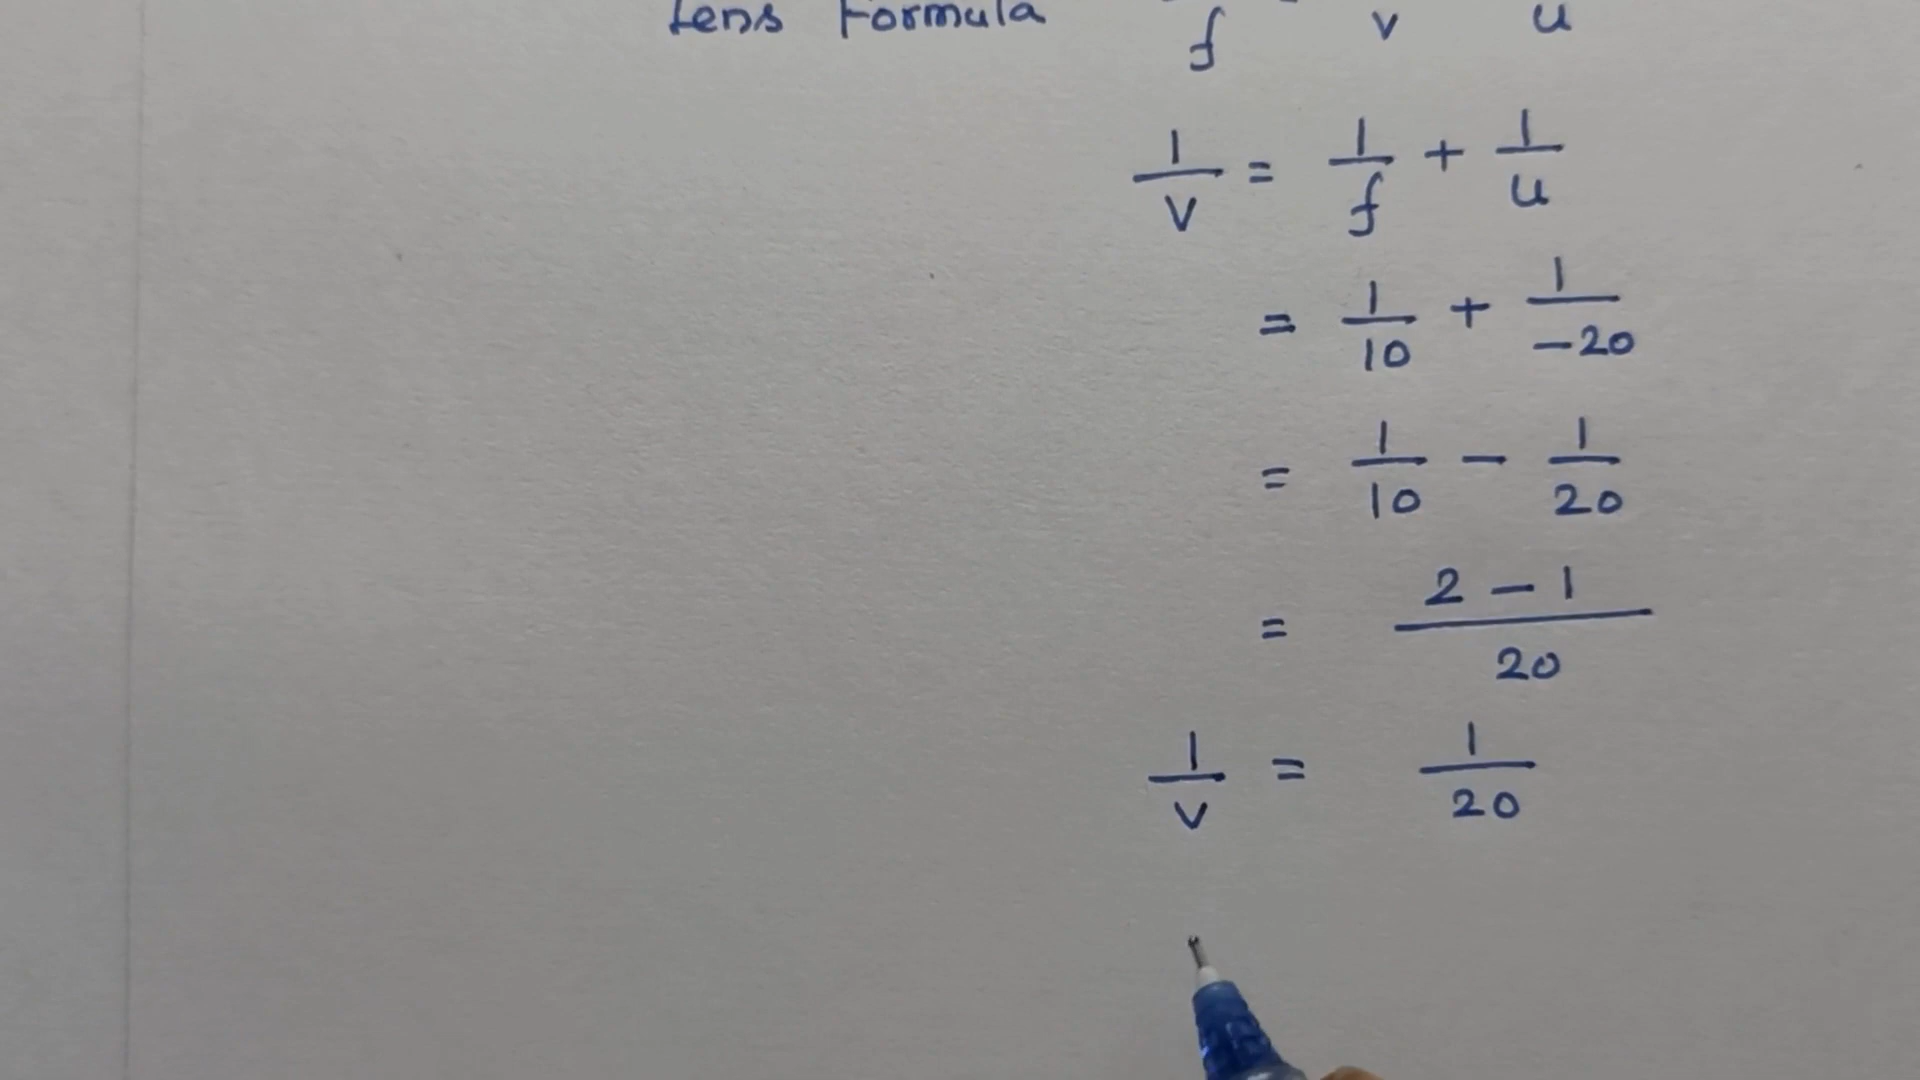 Lens Formula f v u
1/v = 1/f + 1/u
= 1/10 + 1/-20
= 1/10 - 1/20
= 2 - 1/20
1/v = 1/20